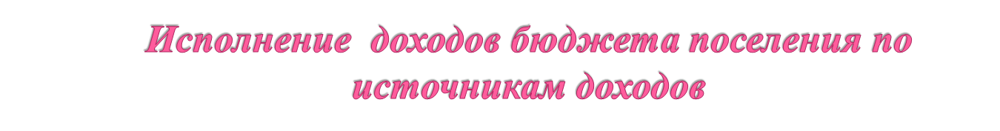 Исполнение доходов бюджета поселения по
источникам доходов